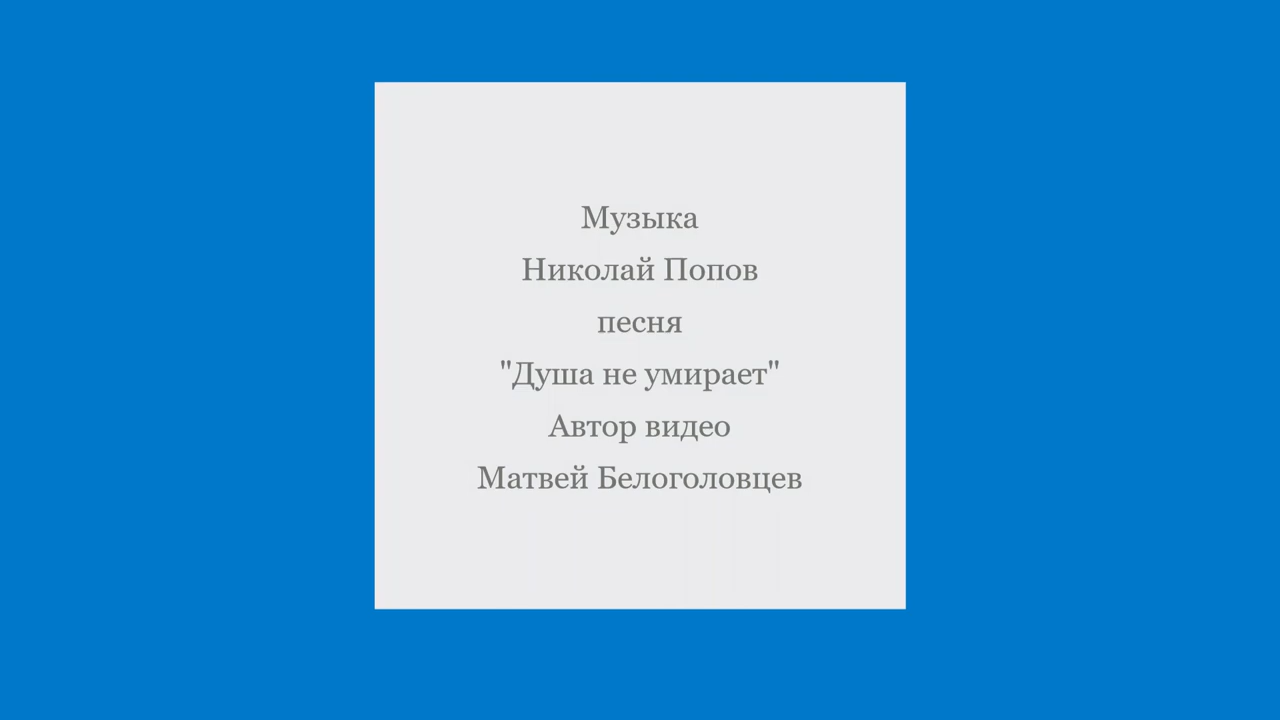 Музыка
Николай Попов
песня
"Душа не умирает"
Автор видео
Матвей Белоголовцев